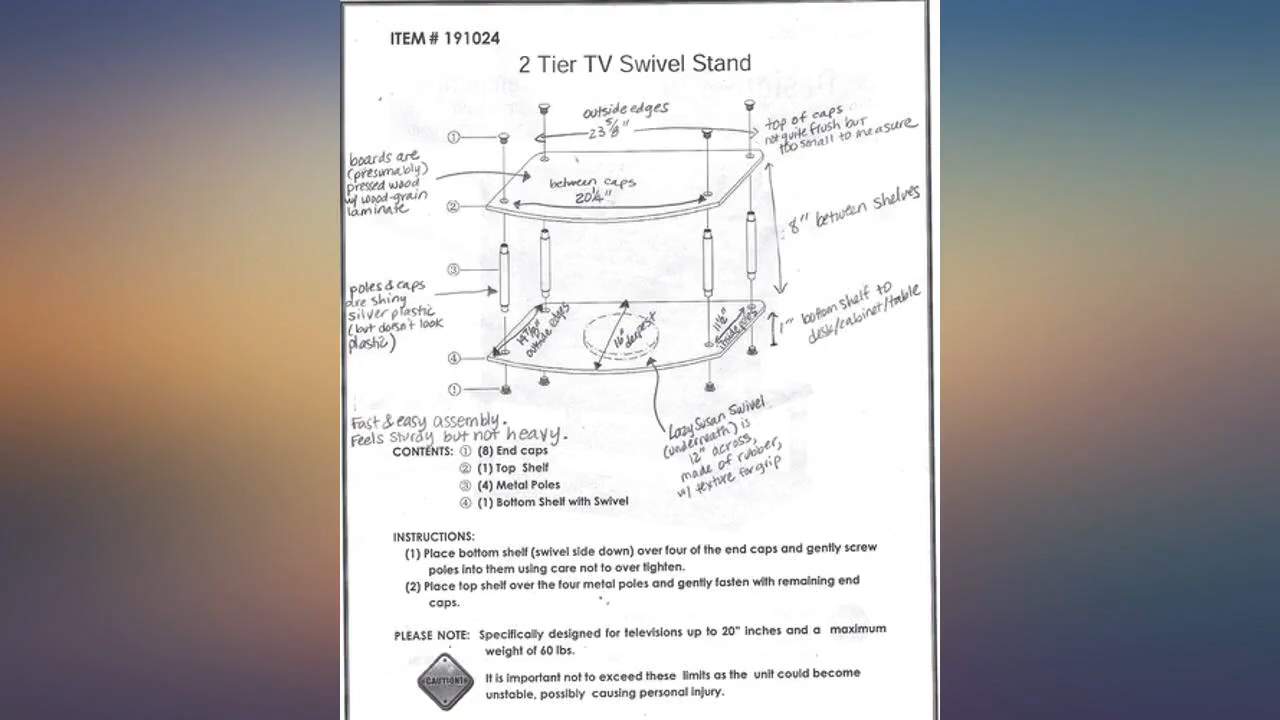 ITEM # 191024
2 Tier TV Swivel Stand
outside edges
23 5/8"
top of caps
not quite flush but
too small to measure
①
boards are
(presumably)
pressed wood
w/ wood-grain
laminate
between caps
20 1/4"
②
8" between shelves
③
poles & caps
are shiny
silver plastic
(but doesn't look
plastic)
14 7/8"
outside edges
16"
deepest
11 1/2"
inside poles
1" bottom shelf to
desk/cabinet/table
④
①
Fast & easy assembly.
Feels sturdy but not heavy.
Lazy Susan Swivel
(underneath) is
12" across,
made of rubber,
w/ texture for grip
CONTENTS: ① (8) End caps
② (1) Top Shelf
③ (4) Metal Poles
④ (1) Bottom Shelf with Swivel
INSTRUCTIONS:
(1) Place bottom shelf (swivel side down) over four of the end caps and gently screw
poles into them using care not to over tighten.
(2) Place top shelf over the four metal poles and gently fasten with remaining end
caps.
PLEASE NOTE: Specifically designed for televisions up to 20" inches and a maximum
weight of 60 lbs.
CAUTION!
It is important not to exceed these limits as the unit could become
unstable, possibly causing personal injury.